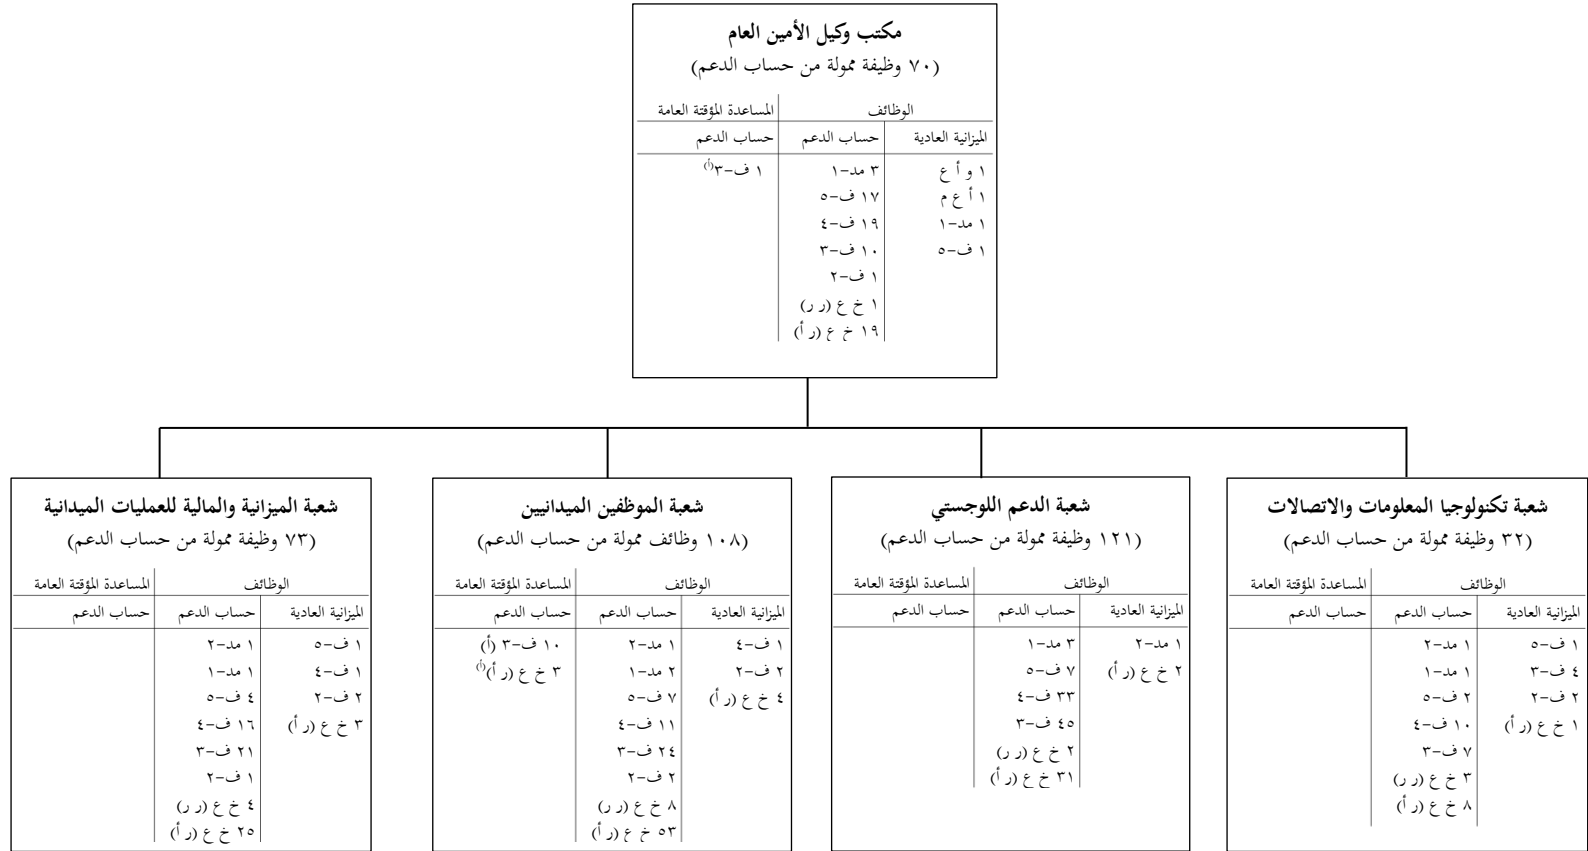 مكتب وكيل الأمين العام
(٧٠ وظيفة ممولة من حساب الدعم)
الوظائف المساعدة المؤقتة العامة
الميزانية العادية حساب الدعم حساب الدعم
١ و أ ع ٣ مد-١ ١ ف-٣(أ)
١ أ ع م ١٧ ف-٥
١ مد-١ ١٩ ف-٤
١ ف-٥ ١٠ ف-٣
١ ف-٢
١ خ ع (ر ر)
١٩ خ ع (ر أ)
شعبة تكنولوجيا المعلومات والاتصالات
(٣٢ وظيفة ممولة من حساب الدعم)
الوظائف المساعدة المؤقتة العامة
الميزانية العادية حساب الدعم حساب الدعم
١ ف-٥ ١ مد-٢
٤ ف-٣ ١ مد-١
٢ ف-٢ ٢ ف-٥
١ خ ع (ر أ) ١٠ ف-٤
٧ ف-٣
٣ خ ع (ر ر)
٨ خ ع (ر أ)
شعبة الدعم اللوجستي
(١٢١ وظيفة ممولة من حساب الدعم)
الوظائف المساعدة المؤقتة العامة
الميزانية العادية حساب الدعم حساب الدعم
١ مد-٢ ٣ مد-١
٢ خ ع (ر أ) ٧ ف-٥
٣٣ ف-٤
٤٥ ف-٣
٢ خ ع (ر ر)
٣١ خ ع (ر أ)
شعبة الموظفين الميدانيين
(١٠٨ وظائف ممولة من حساب الدعم)
الوظائف المساعدة المؤقتة العامة
الميزانية العادية حساب الدعم حساب الدعم
١ ف-٤ ١ مد-٢ ١٠ ف-٣ (أ)
٢ ف-٢ ٢ مد-١ ٣ خ ع (ر أ)(أ)
٤ خ ع (ر أ) ٧ ف-٥
١١ ف-٤
٢٤ ف-٣
٢ ف-٢
٨ خ ع (ر ر)
٥٣ خ ع (ر أ)
شعبة الميزانية والمالية للعمليات الميدانية
(٧٣ وظيفة ممولة من حساب الدعم)
الوظائف المساعدة المؤقتة العامة
الميزانية العادية حساب الدعم حساب الدعم
١ ف-٥ ١ مد-٢
١ ف-٤ ١ مد-١
٢ ف-٢ ٤ ف-٥
٣ خ ع (ر أ) ١٦ ف-٤
٢١ ف-٣
١ ف-٢
٤ خ ع (ر ر)
٢٥ خ ع (ر أ)